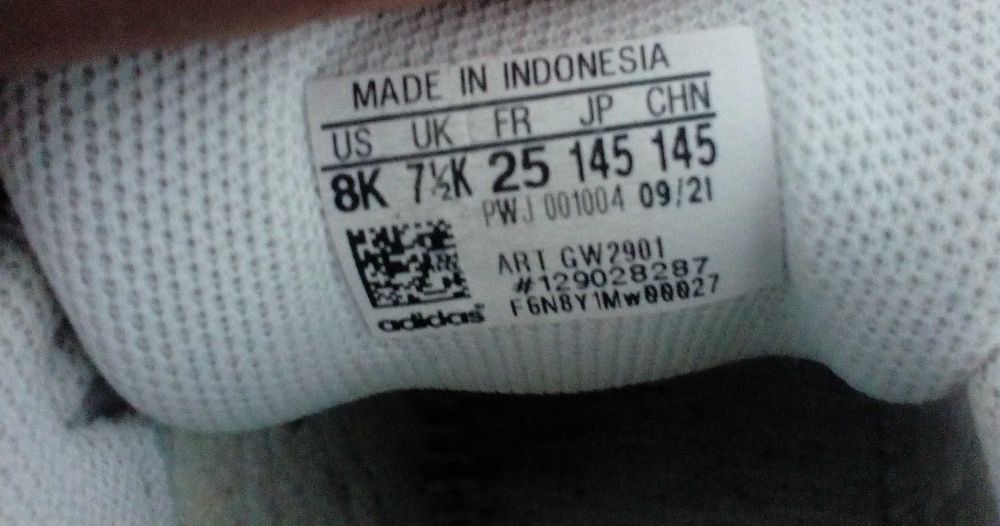 MADE IN INDONESIA
US UK FR JP CHN
8K 7½K 25 145 145
PWJ 001004 09/21
ART GW2901
#129028287
F6N8Y1Mw00027
adidas